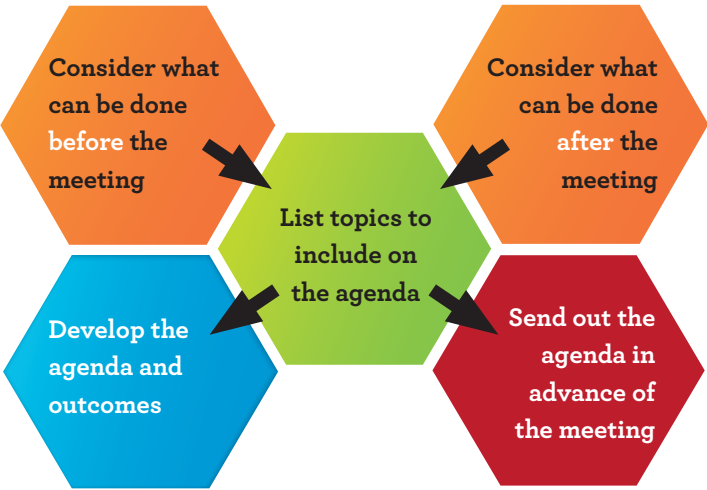 Consider what
can be done
before the
meeting
Consider what
can be done
after the
meeting
List topics to
include on
the agenda
Develop the
agenda and
outcomes
Send out the
agenda in
advance of
the meeting